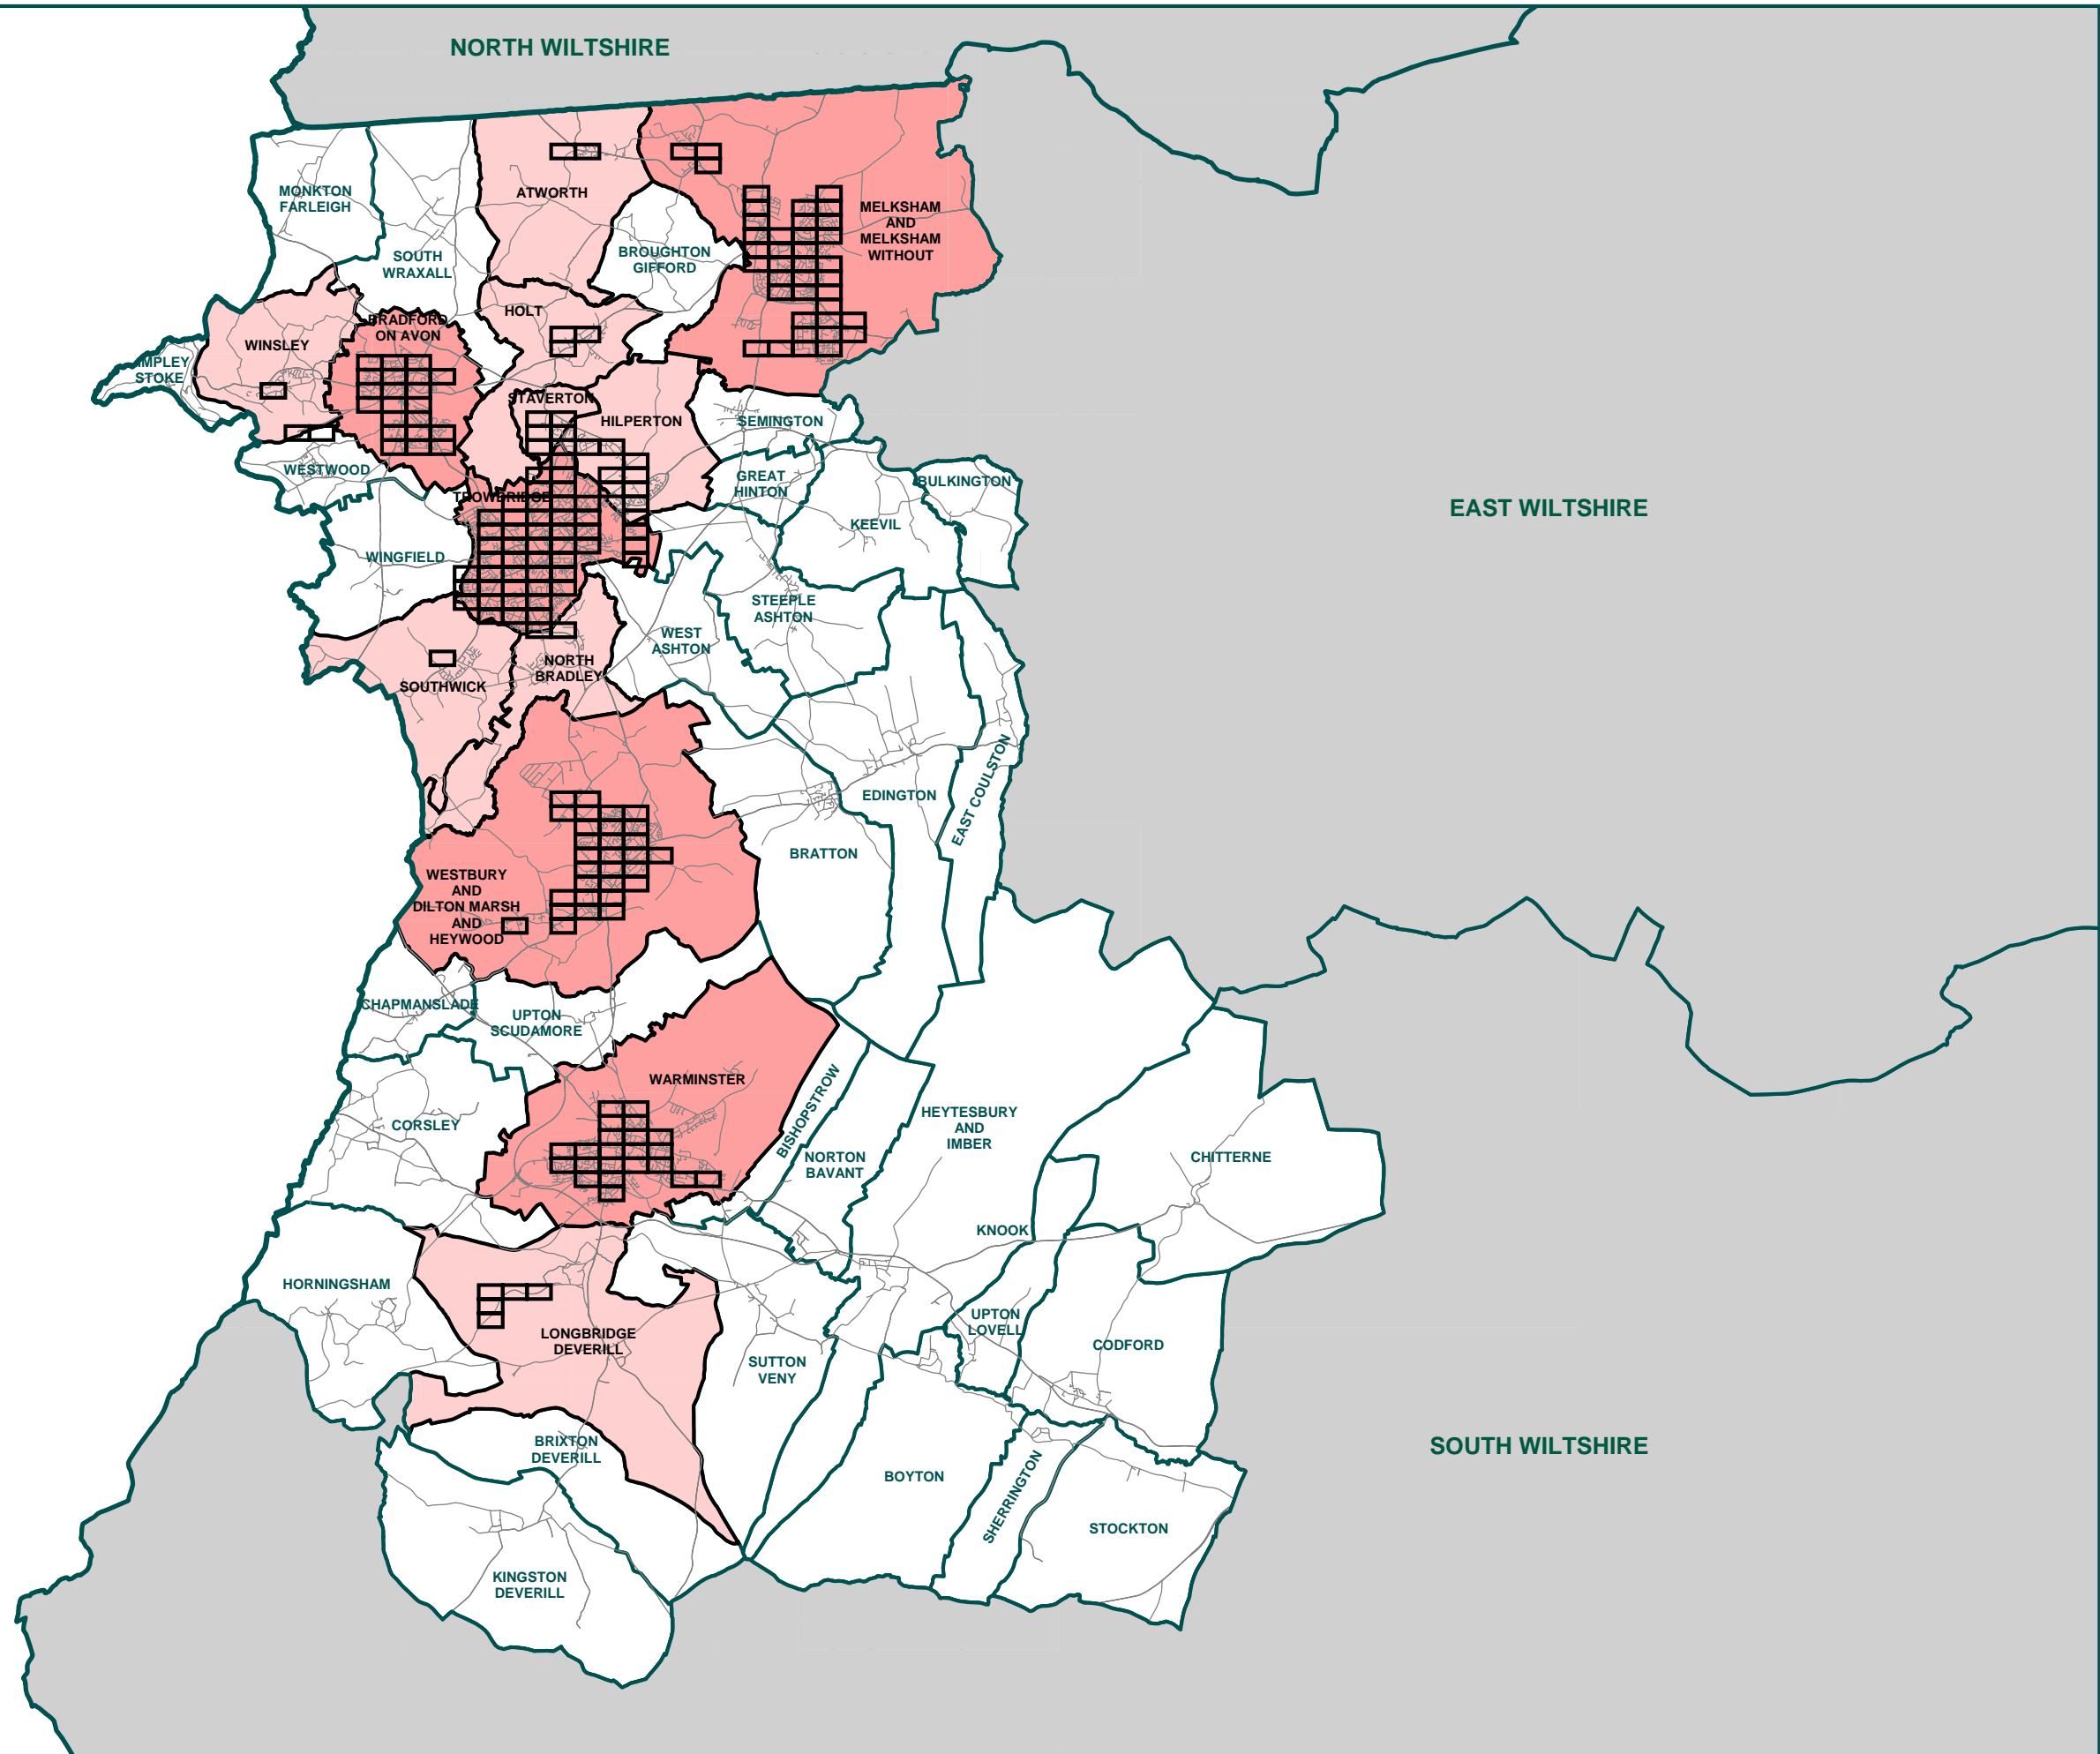 NORTH WILTSHIRE
MONKTON
FARLEIGH
ATWORTH
MELKSHAM
AND
MELKSHAM
WITHOUT
SOUTH
WRAXALL
BROUGHTON
GIFFORD
HOLT
BRADFORD
ON AVON
WINSLEY
IMPLEY
STOKE
STAVERTON
HILPERTON
SEMINGTON
WESTWOOD
GREAT
HINTON
BULKINGTON
TROWBRIDGE
KEEVIL
EAST WILTSHIRE
WINGFIELD
STEEPLE
ASHTON
WEST
ASHTON
NORTH
BRADLEY
SOUTHWICK
EDINGTON
EAST COULSTON
BRATTON
WESTBURY
AND
DILTON MARSH
AND
HEYWOOD
CHAPMANSLADE
UPTON
SCUDAMORE
WARMINSTER
BISHOPSTROW
CORSLEY
HEYTESBURY
AND
IMBER
NORTON
BAVANT
CHITTERNE
KNOOK
HORNINGSHAM
LONGBRIDGE
DEVERILL
UPTON
LOVELL
CODFORD
SUTTON
VENY
BRIXTON
DEVERILL
SOUTH WILTSHIRE
BOYTON
SHERRINGTON
STOCKTON
KINGSTON
DEVERILL